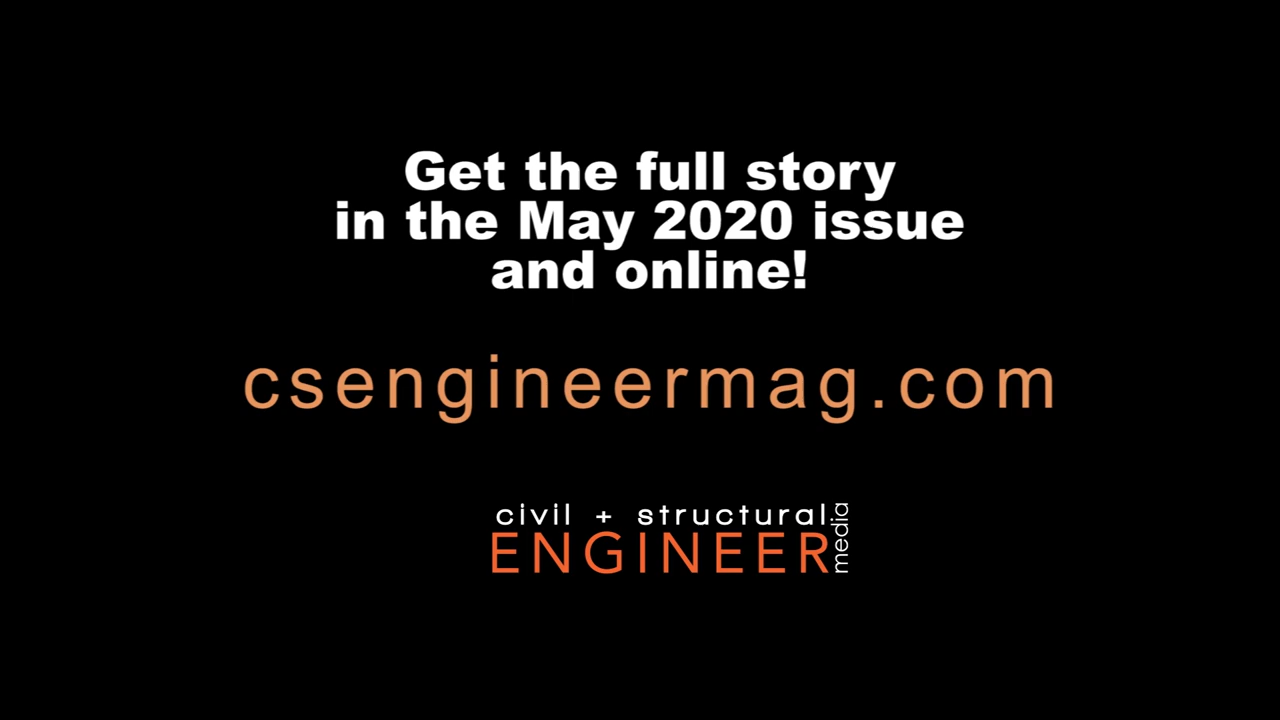 Get the full story
in the May 2020 issue
and online!
csengineermag.com
civil + structural
ENGINEER
media